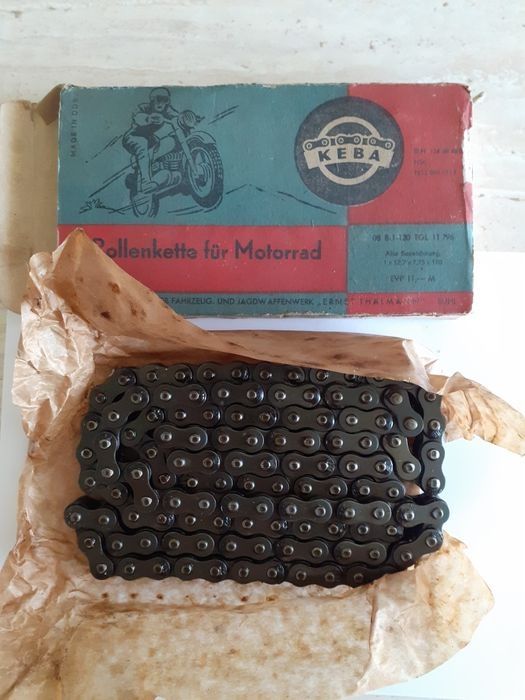 MADE IN DDR
KEBA
Rollenkette für Motorrad
08 B-1-120 TGL 11 796
Alte Bezeichnung:
1 x 12,7 x 7,75 x 120
EVP 11,— M
FAHRZEUG- UND JAGDWAFFENWERK „ERNST THÄLMANN" SUHL